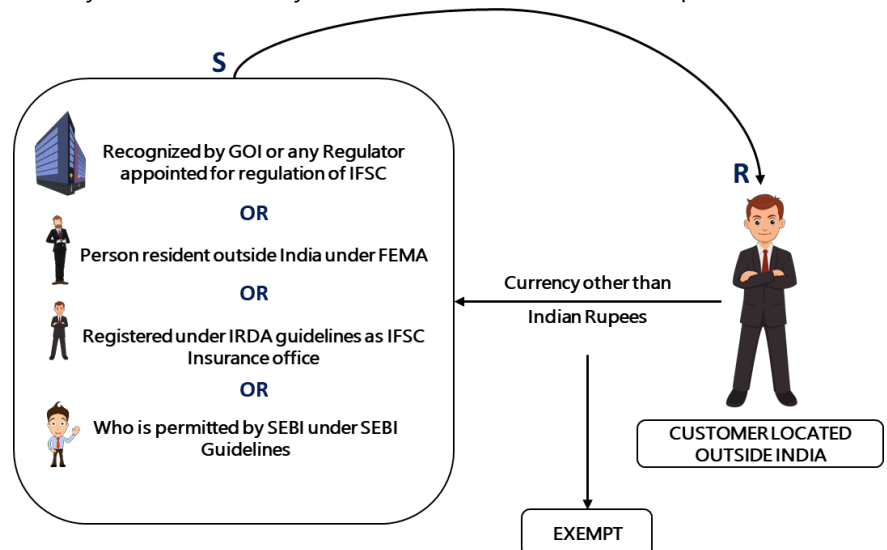 S
Recognized by GOI or any Regulator
appointed for regulation of IFSC
OR
Person resident outside India under FEMA
OR
Registered under IRDA guidelines as IFSC
Insurance office
OR
Who is permitted by SEBI under SEBI
Guidelines
R
Currency other than
Indian Rupees
CUSTOMER LOCATED
OUTSIDE INDIA
EXEMPT